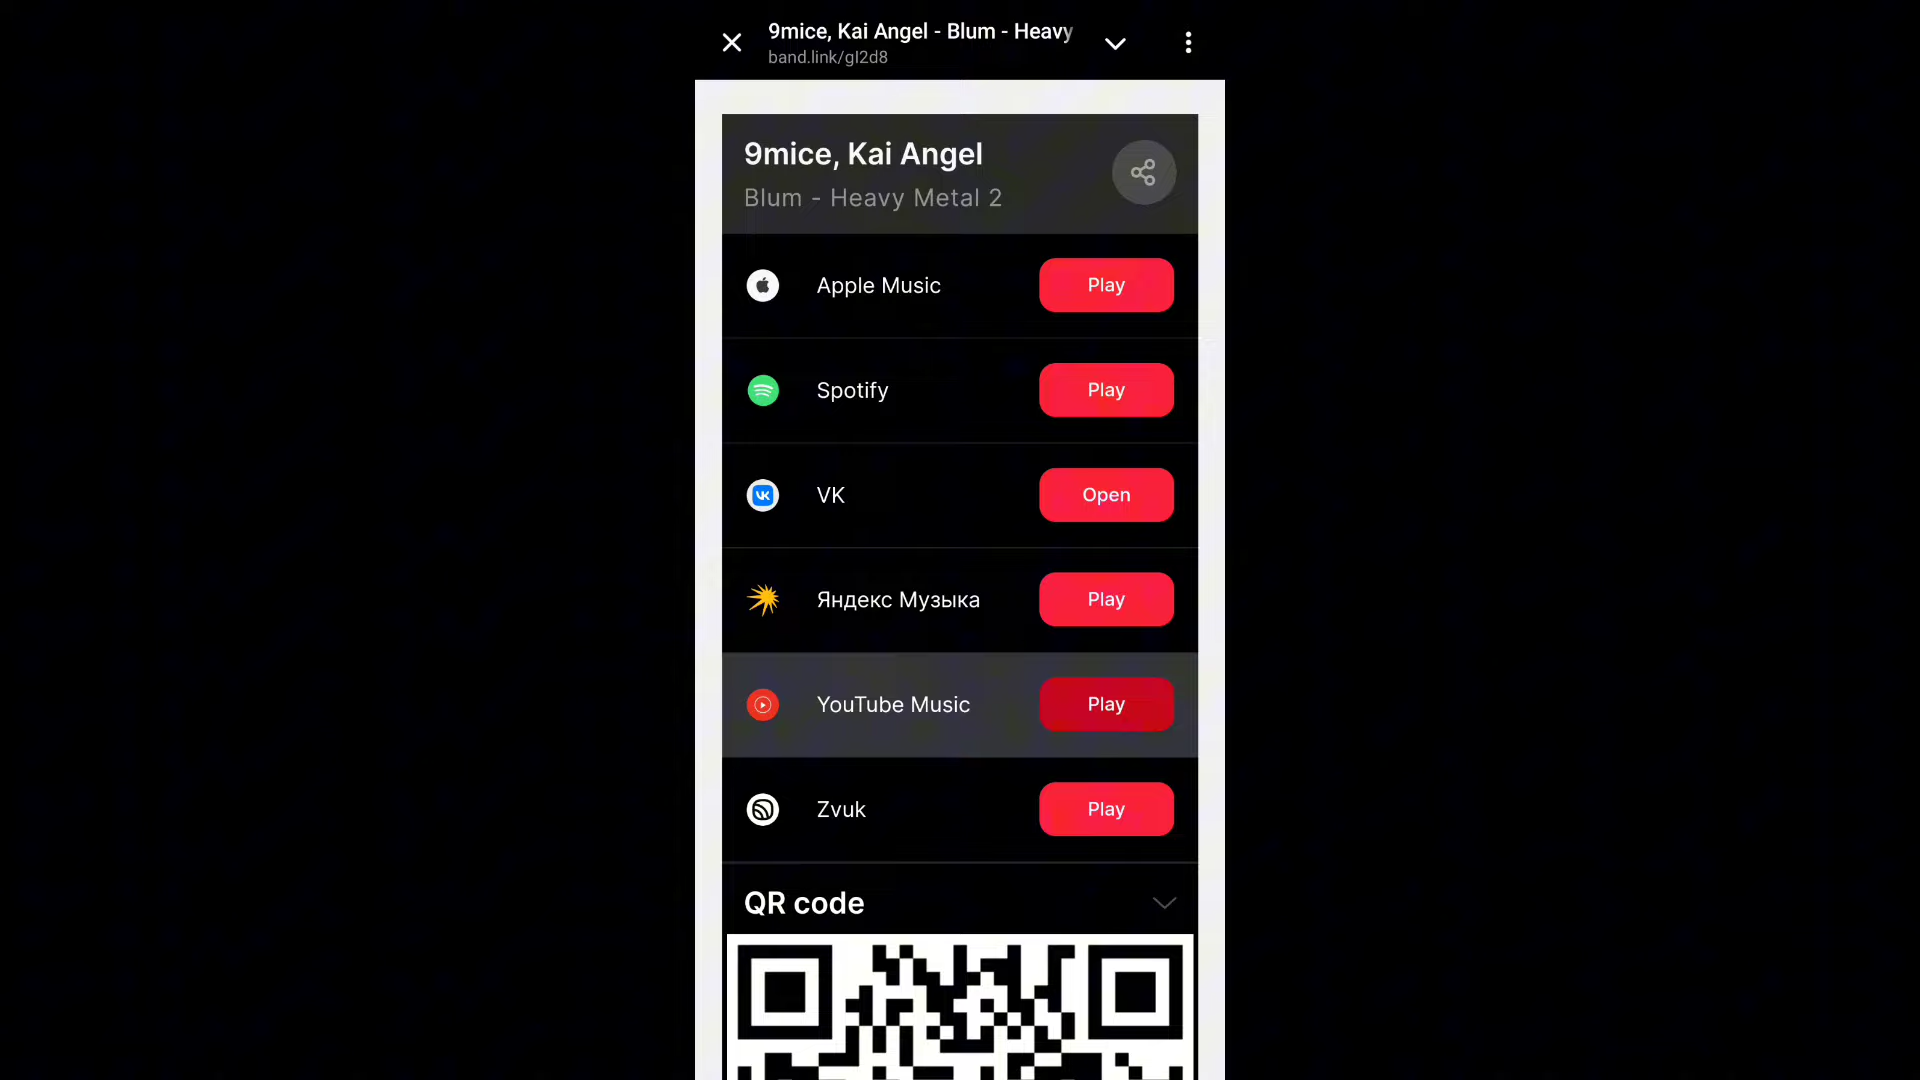 9mice, Kai Angel - Blum - Heavy
band.link/gI2d8
9mice, Kai Angel
Blum - Heavy Metal 2
Apple Music
Play
Spotify
Play
VK
Open
Яндекс Музыка
Play
YouTube Music
Play
Zvuk
Play
QR code